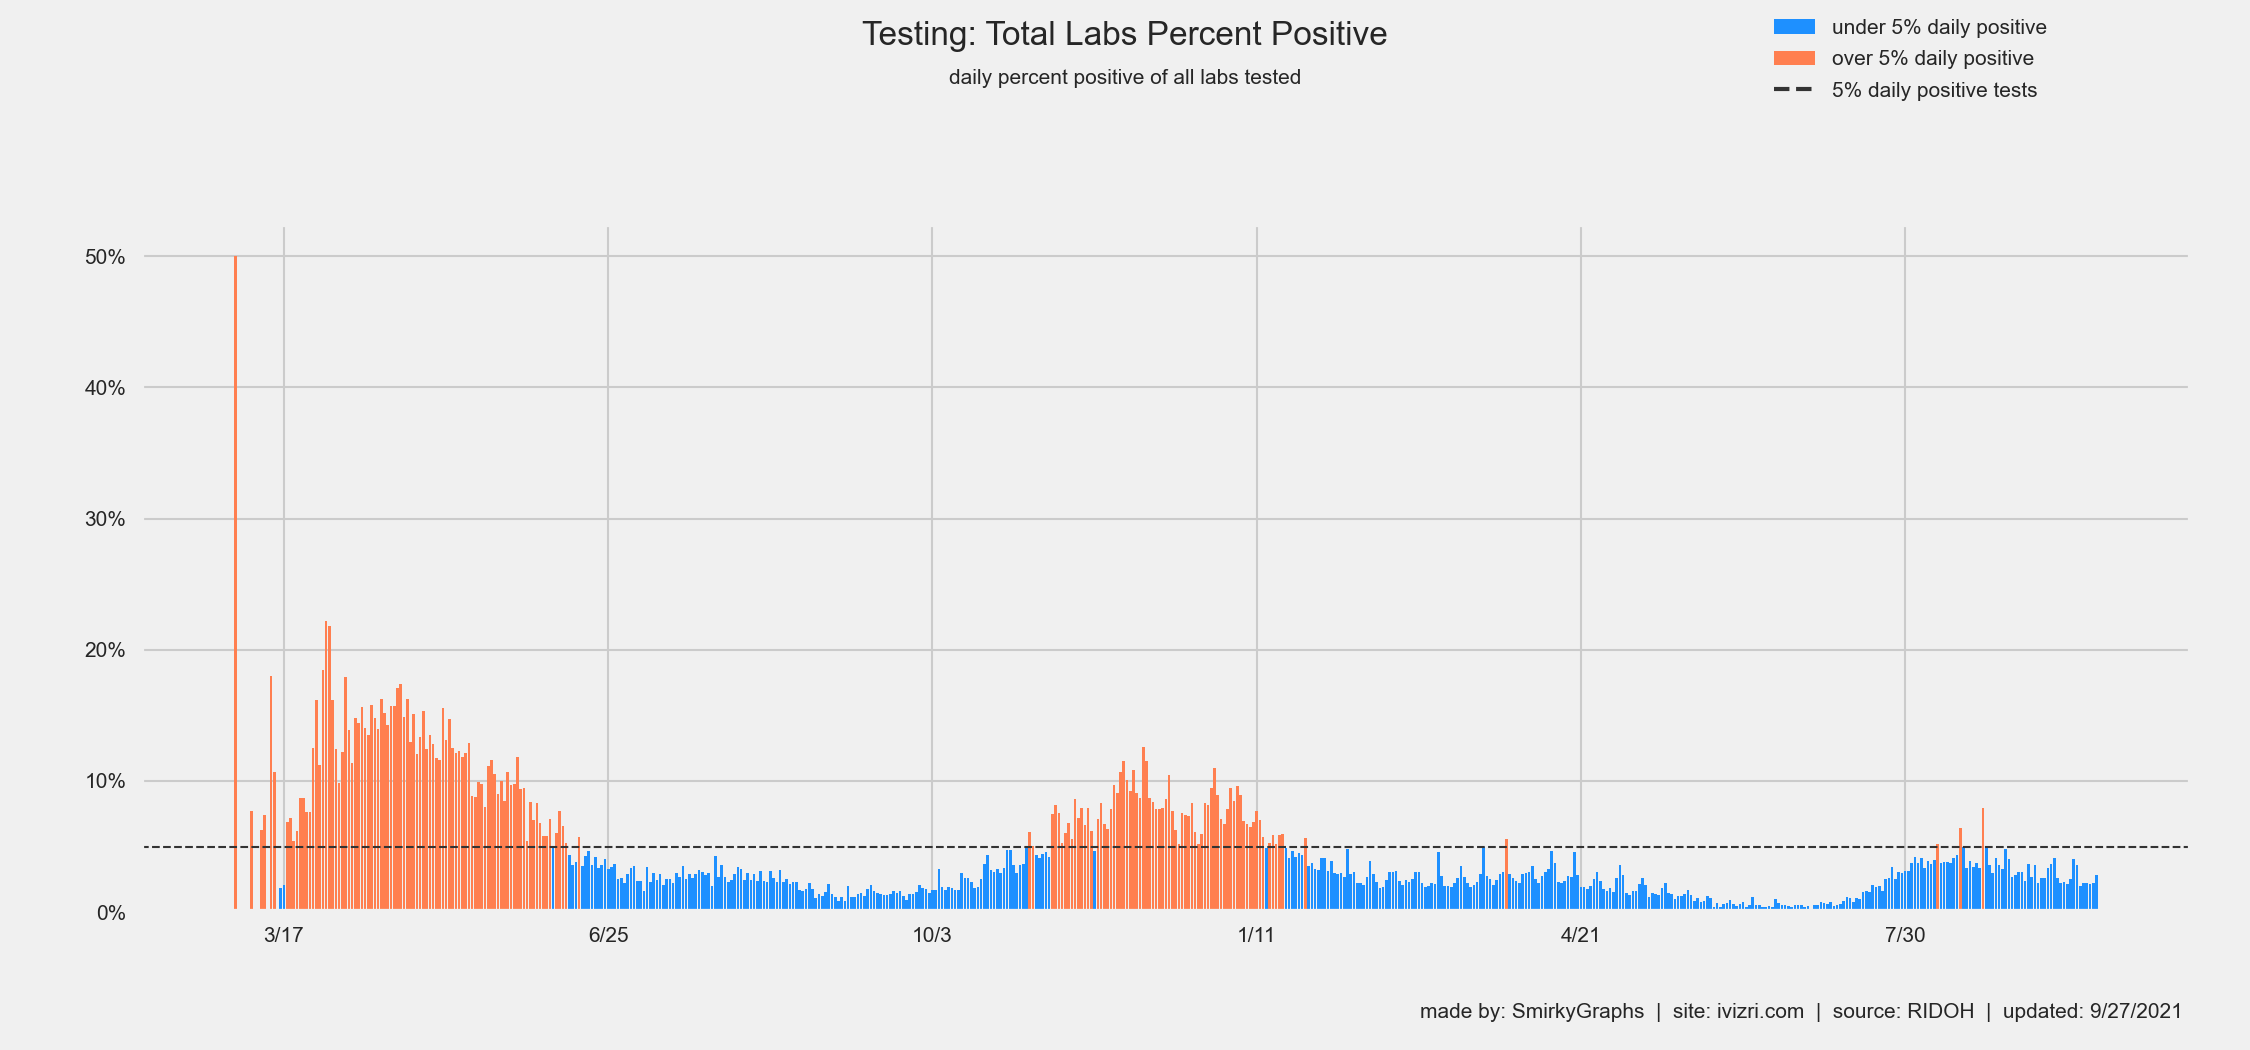 Testing: Total Labs Percent Positive
daily percent positive of all labs tested
under 5% daily positive
over 5% daily positive
5% daily positive tests
50%
40%
30%
20%
10%
0%
3/17 6/25 10/3 1/11 4/21 7/30
made by: SmirkyGraphs | site: ivizri.com | source: RIDOH | updated: 9/27/2021